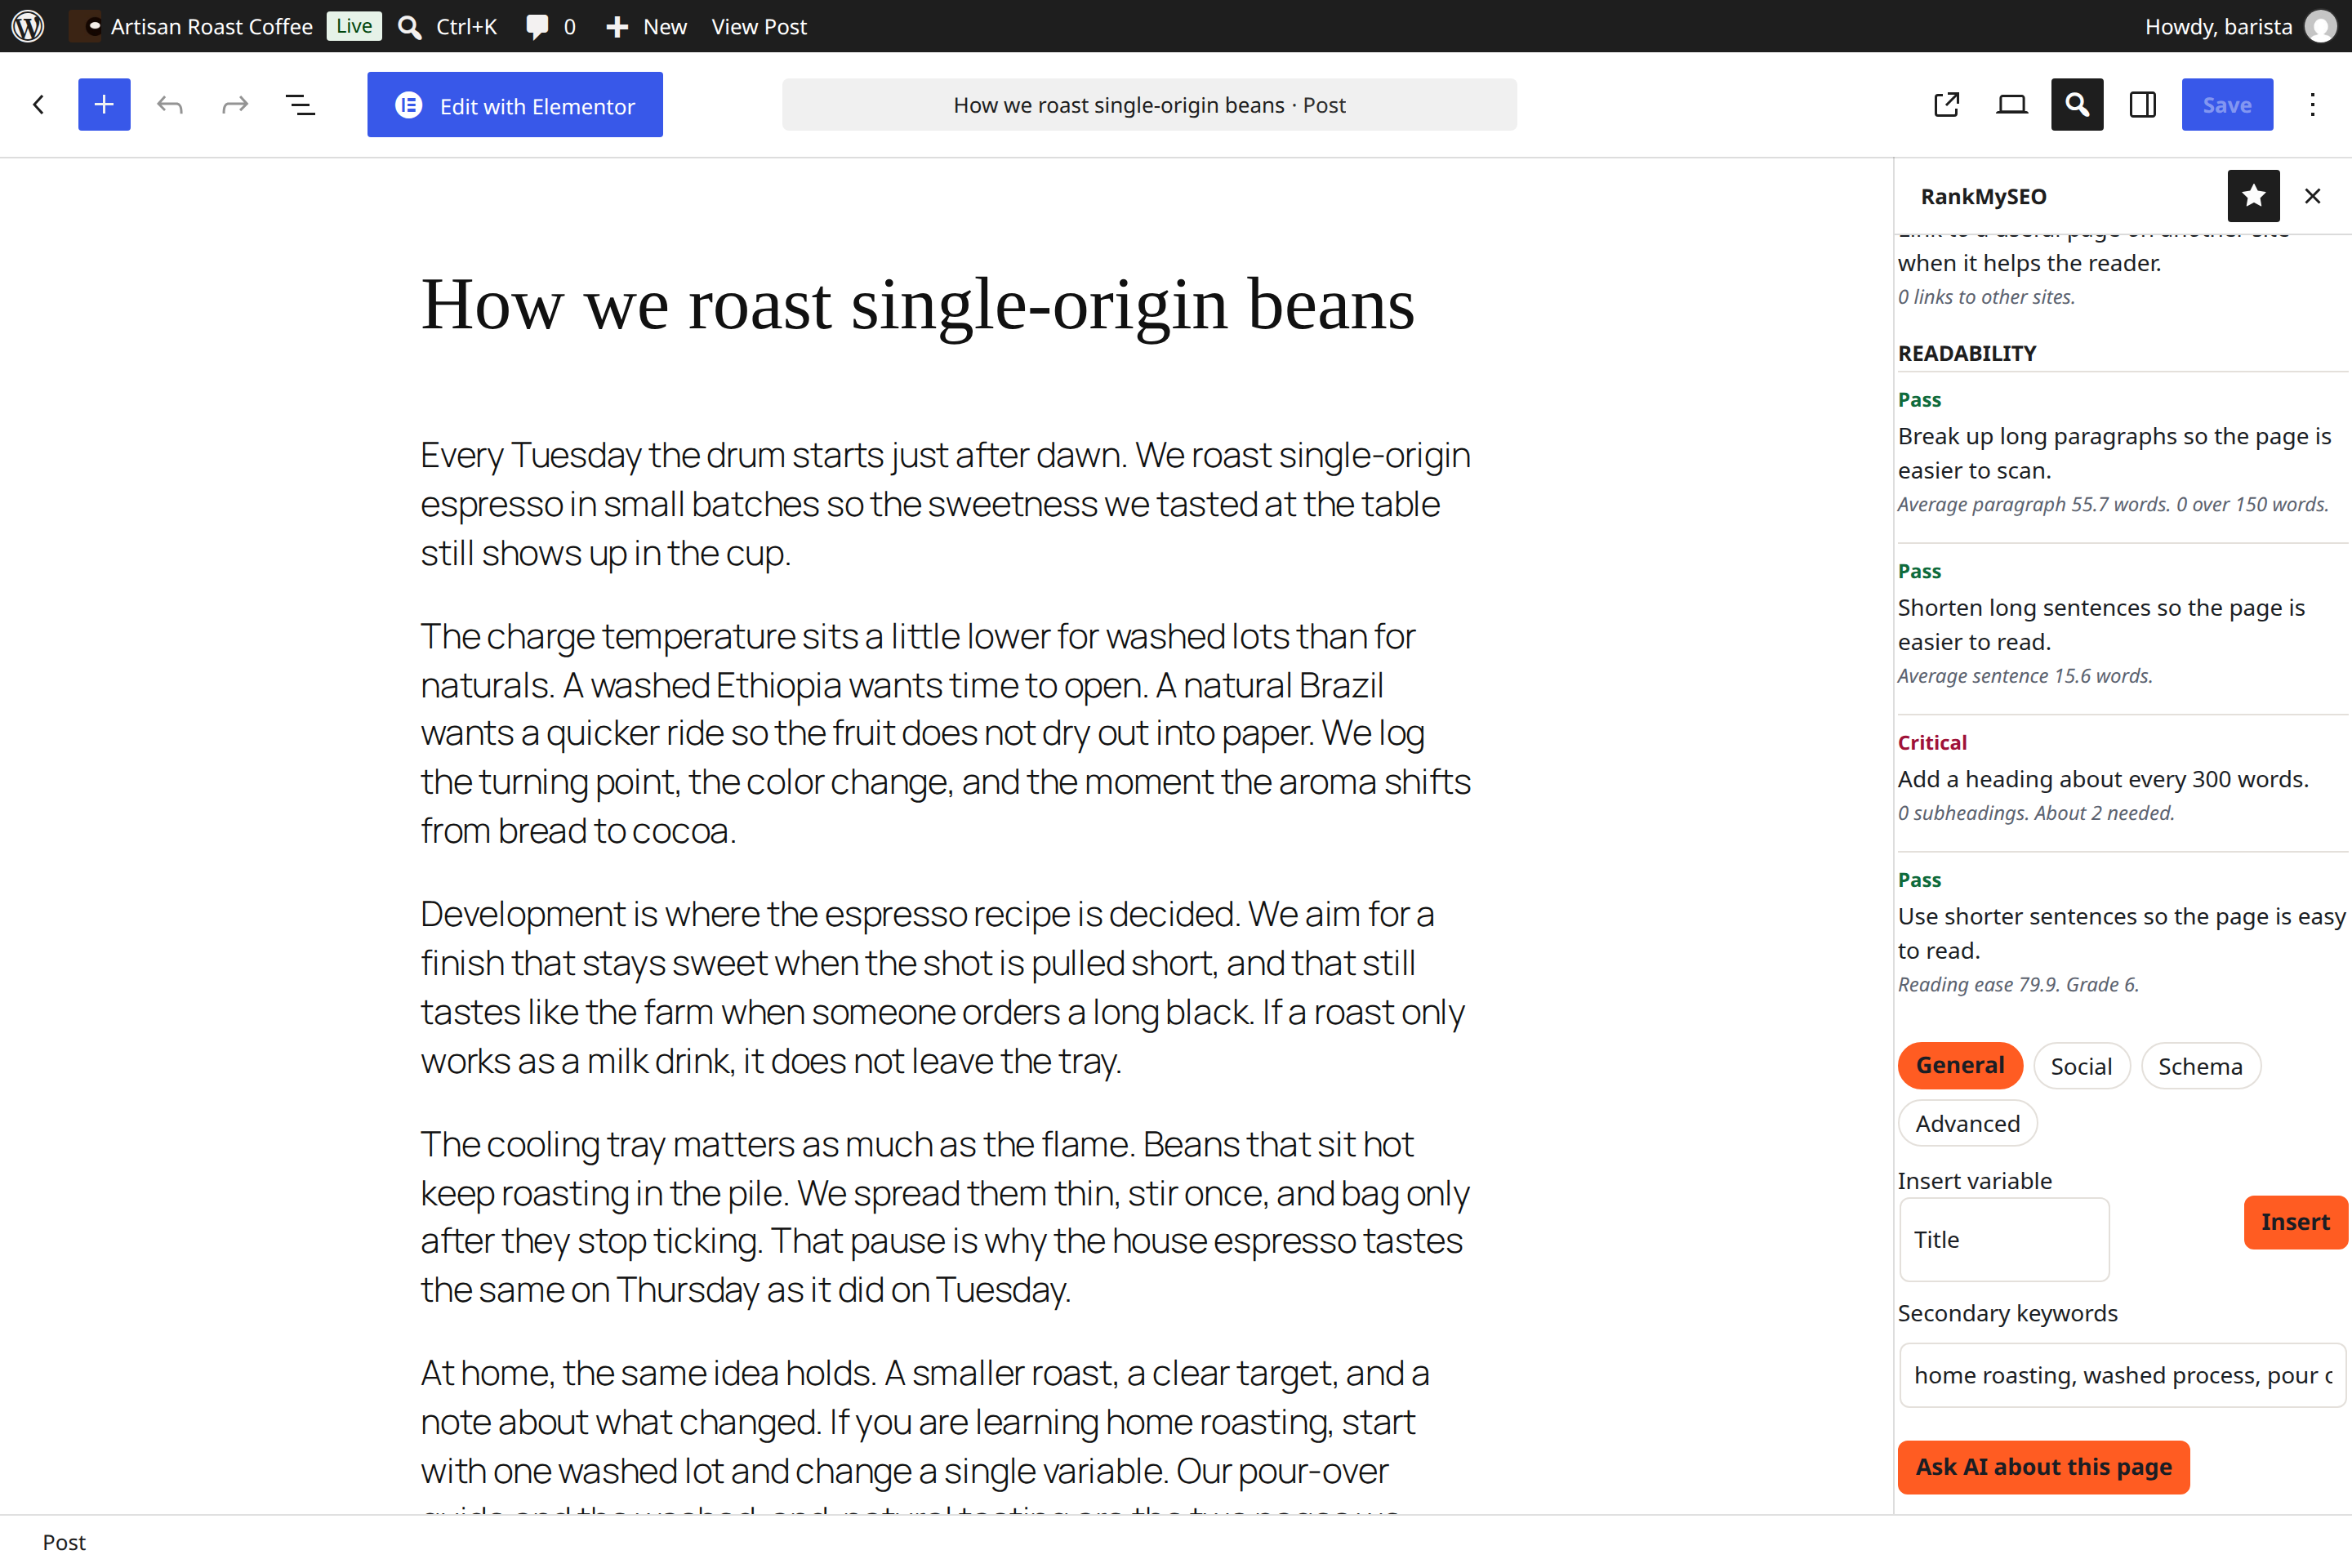 Artisan Roast Coffee
Live
Ctrl+K
0
New
View Post
Howdy, barista
Edit with Elementor
How we roast single-origin beans · Post
Save
How we roast single-origin beans
Every Tuesday the drum starts just after dawn. We roast single-origin
espresso in small batches so the sweetness we tasted at the table
still shows up in the cup.
The charge temperature sits a little lower for washed lots than for
naturals. A washed Ethiopia wants time to open. A natural Brazil
wants a quicker ride so the fruit does not dry out into paper. We log
the turning point, the color change, and the moment the aroma shifts
from bread to cocoa.
Development is where the espresso recipe is decided. We aim for a
finish that stays sweet when the shot is pulled short, and that still
tastes like the farm when someone orders a long black. If a roast only
works as a milk drink, it does not leave the tray.
The cooling tray matters as much as the flame. Beans that sit hot
keep roasting in the pile. We spread them thin, stir once, and bag only
after they stop ticking. That pause is why the house espresso tastes
the same on Thursday as it did on Tuesday.
At home, the same idea holds. A smaller roast, a clear target, and a
note about what changed. If you are learning home roasting, start
with one washed lot and change a single variable. Our pour-over
RankMySEO
when it helps the reader.
0 links to other sites.
READABILITY
Pass
Break up long paragraphs so the page is
easier to scan.
Average paragraph 55.7 words. 0 over 150 words.
Pass
Shorten long sentences so the page is
easier to read.
Average sentence 15.6 words.
Critical
Add a heading about every 300 words.
0 subheadings. About 2 needed.
Pass
Use shorter sentences so the page is easy
to read.
Reading ease 79.9. Grade 6.
General
Social
Schema
Advanced
Insert variable
Title
Insert
Secondary keywords
home roasting, washed process, pour
Ask AI about this page
Post